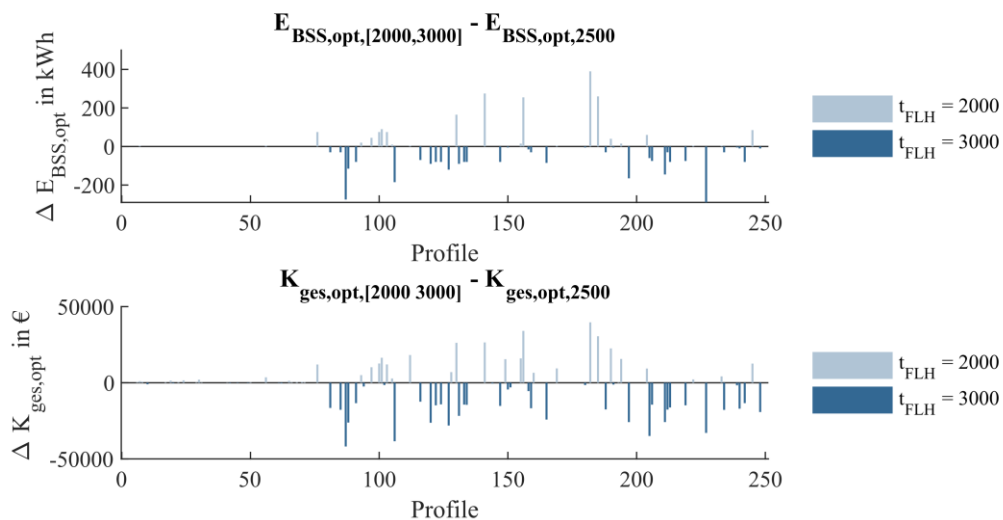 E_BSS,opt,[2000,3000] - E_BSS,opt,2500
Δ E_BSS,opt in kWh
400
200
0
-200
0
50
100
150
200
250
Profile
t_FLH = 2000
t_FLH = 3000
K_ges,opt,[2000 3000] - K_ges,opt,2500
Δ K_ges,opt in €
50000
0
-50000
0
50
100
150
200
250
Profile
t_FLH = 2000
t_FLH = 3000